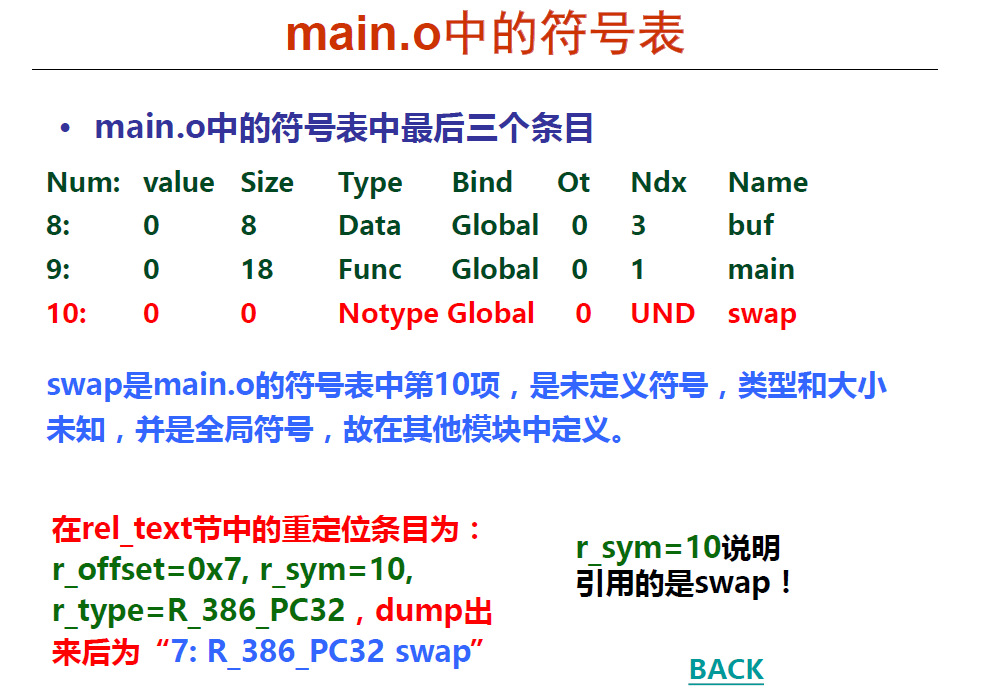 main.o中的符号表
• main.o中的符号表中最后三个条目
Num: value Size Type Bind Ot Ndx Name
8: 0 8 Data Global 0 3 buf
9: 0 18 Func Global 0 1 main
10: 0 0 Notype Global 0 UND swap
swap是main.o的符号表中第10项，是未定义符号，类型和大小
未知，并是全局符号，故在其他模块中定义。
在rel_text节中的重定位条目为：
r_offset=0x7, r_sym=10,
r_type=R_386_PC32，dump出
来后为“7: R_386_PC32 swap”
r_sym=10说明
引用的是swap！
BACK